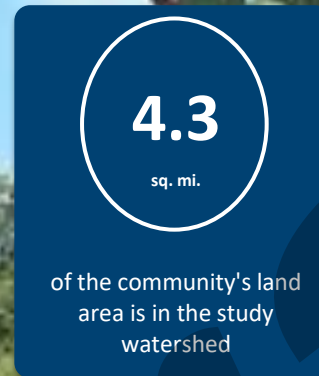 4.3
sq. mi.
of the community's land
area is in the study
watershed